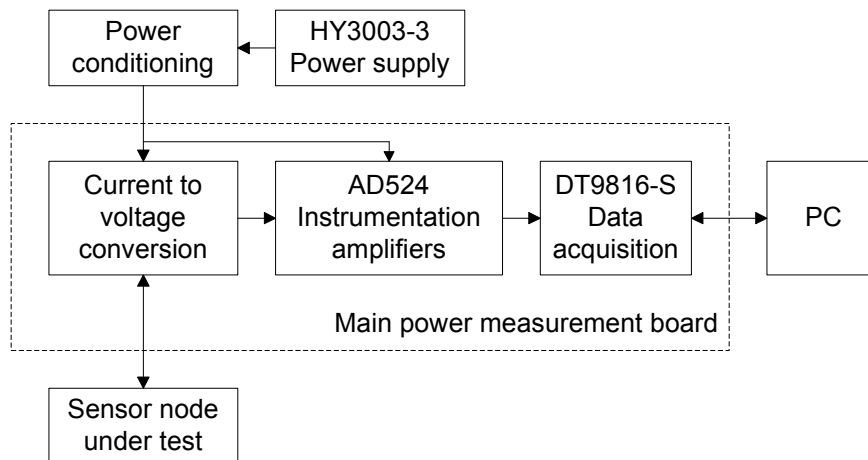 Power
conditioning
HY3003-3
Power supply
Current to
voltage
conversion
AD524
Instrumentation
amplifiers
DT9816-S
Data
acquisition
PC
Main power measurement board
Sensor node
under test